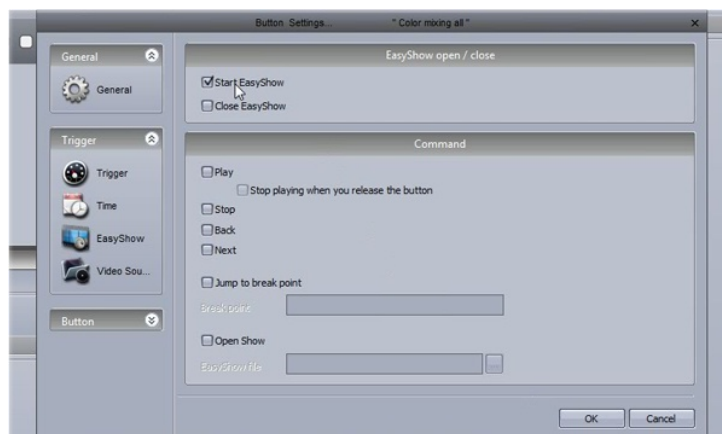 Button Settings... " Color mixing all "
General
General
Trigger
Trigger
Time
EasyShow
Video Sou...
Button
EasyShow open / close
Start EasyShow
Close EasyShow
Command
Play
Stop playing when you release the button
Stop
Back
Next
Jump to break point
Break point
Open Show
EasyShow file
...
OK
Cancel